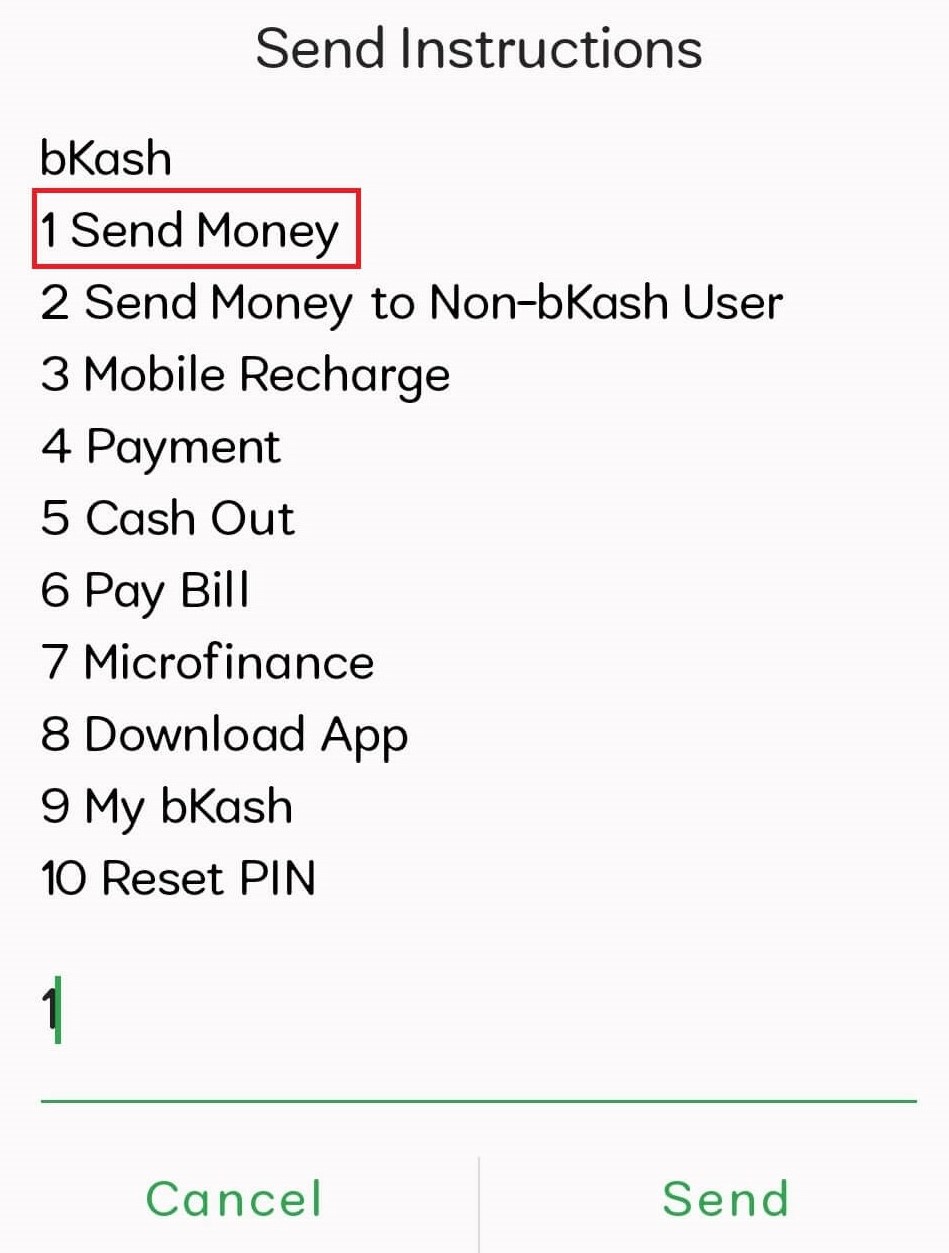 Send Instructions
bKash
1 Send Money
2 Send Money to Non-bKash User
3 Mobile Recharge
4 Payment
5 Cash Out
6 Pay Bill
7 Microfinance
8 Download App
9 My bKash
10 Reset PIN
1
Cancel Send